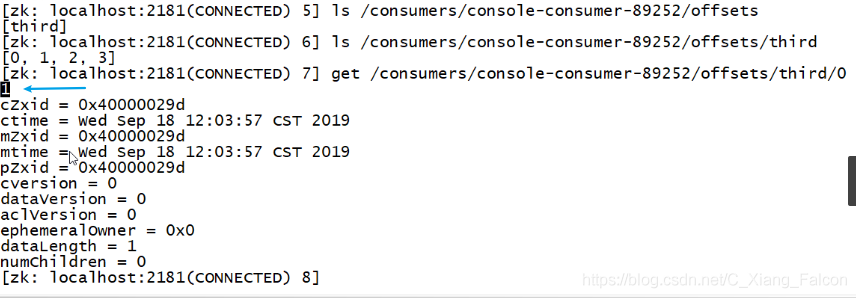 [zk: localhost:2181(CONNECTED) 5] ls /consumers/console-consumer-89252/offsets
[third]
[zk: localhost:2181(CONNECTED) 6] ls /consumers/console-consumer-89252/offsets/third
[0, 1, 2, 3]
[zk: localhost:2181(CONNECTED) 7] get /consumers/console-consumer-89252/offsets/third/0
1
cZxid = 0x40000029d
ctime = Wed Sep 18 12:03:57 CST 2019
mZxid = 0x40000029d
mtime = Wed Sep 18 12:03:57 CST 2019
pZxid = 0x40000029d
cversion = 0
dataVersion = 0
aclVersion = 0
ephemeralOwner = 0x0
dataLength = 1
numChildren = 0
[zk: localhost:2181(CONNECTED) 8]
https://blog.csdn.net/C_Xiang_Falcon